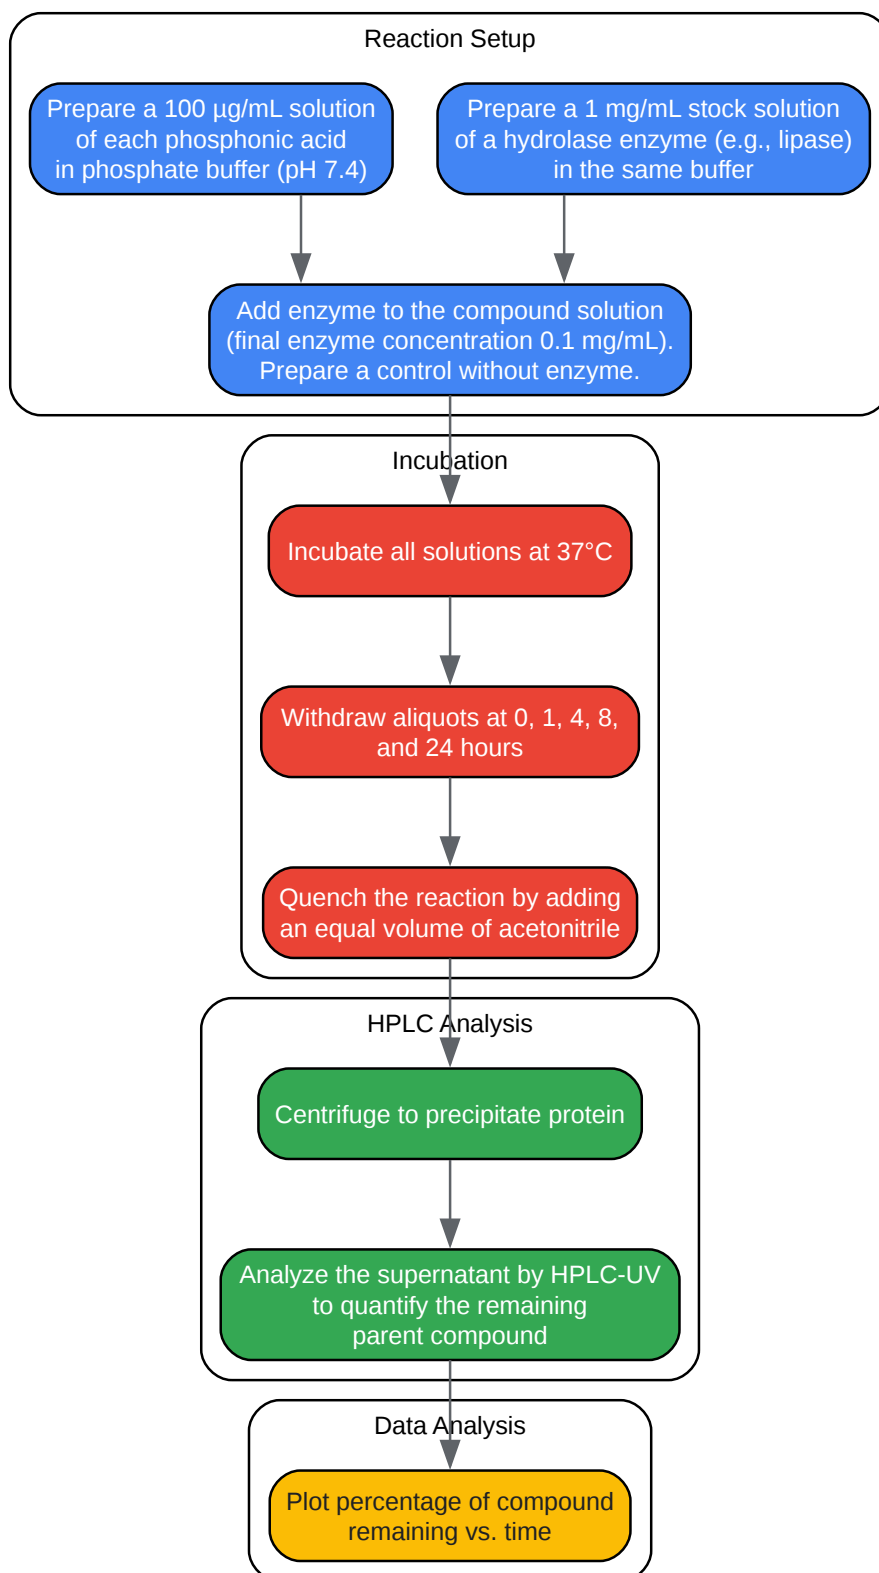 Reaction Setup
Prepare a 100 µg/mL solution
of each phosphonic acid
in phosphate buffer (pH 7.4)
Prepare a 1 mg/mL stock solution
of a hydrolase enzyme (e.g., lipase)
in the same buffer
Add enzyme to the compound solution
(final enzyme concentration 0.1 mg/mL).
Prepare a control without enzyme.
Incubation
Incubate all solutions at 37°C
Withdraw aliquots at 0, 1, 4, 8,
and 24 hours
Quench the reaction by adding
an equal volume of acetonitrile
HPLC Analysis
Centrifuge to precipitate protein
Analyze the supernatant by HPLC-UV
to quantify the remaining
parent compound
Data Analysis
Plot percentage of compound
remaining vs. time